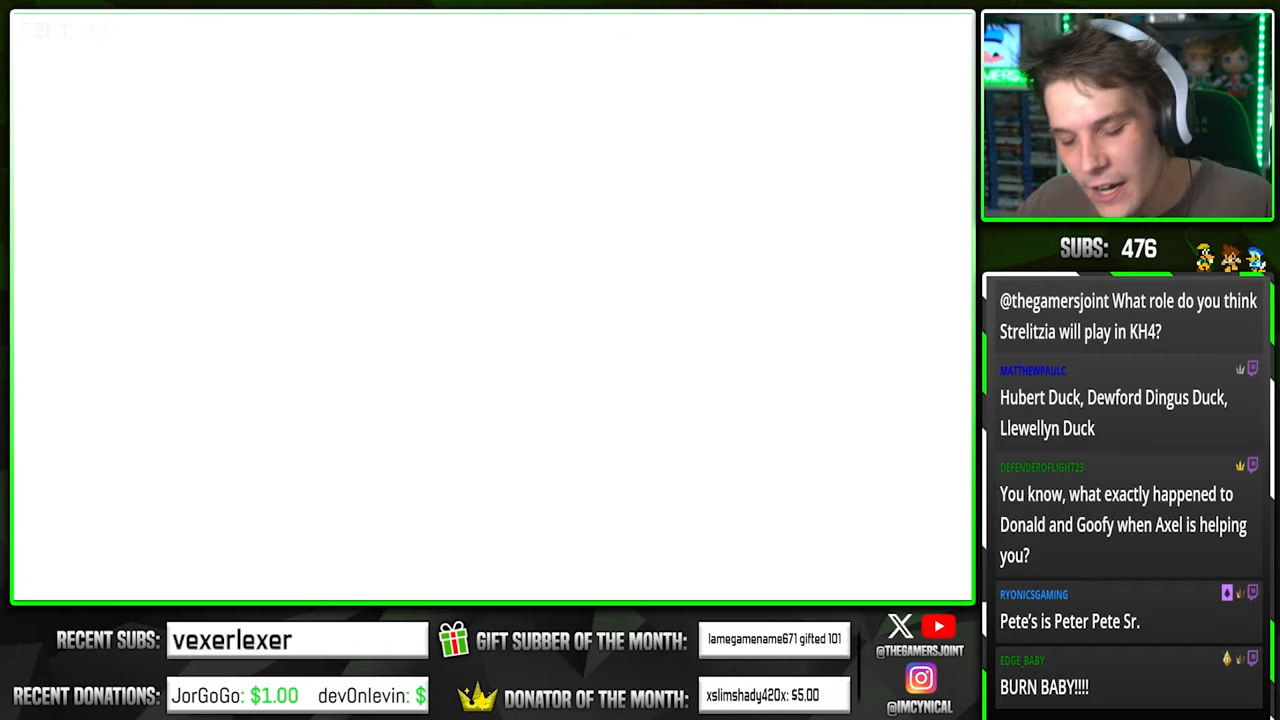 SUBS: 476
@thegamersjoint What role do you think
Strelitzia will play in KH4?
MATTHEWPAULC
Hubert Duck, Dewford Dingus Duck,
Llewellyn Duck
DEFENDEROFLIGHT23
You know, what exactly happened to
Donald and Goofy when Axel is helping
you?
RYONICSGAMING
Pete's is Peter Pete Sr.
EDGE_BABY
BURN BABY!!!!
RECENT SUBS: vexerlexer
GIFT SUBBER OF THE MONTH: lamegamename671 gifted 101
@THEGAMERSJOINT
RECENT DONATIONS: JorGoGo: $1.00 dev0nlevin: $
DONATOR OF THE MONTH: xslimshady420x: $5.00
@IMCYNICAL